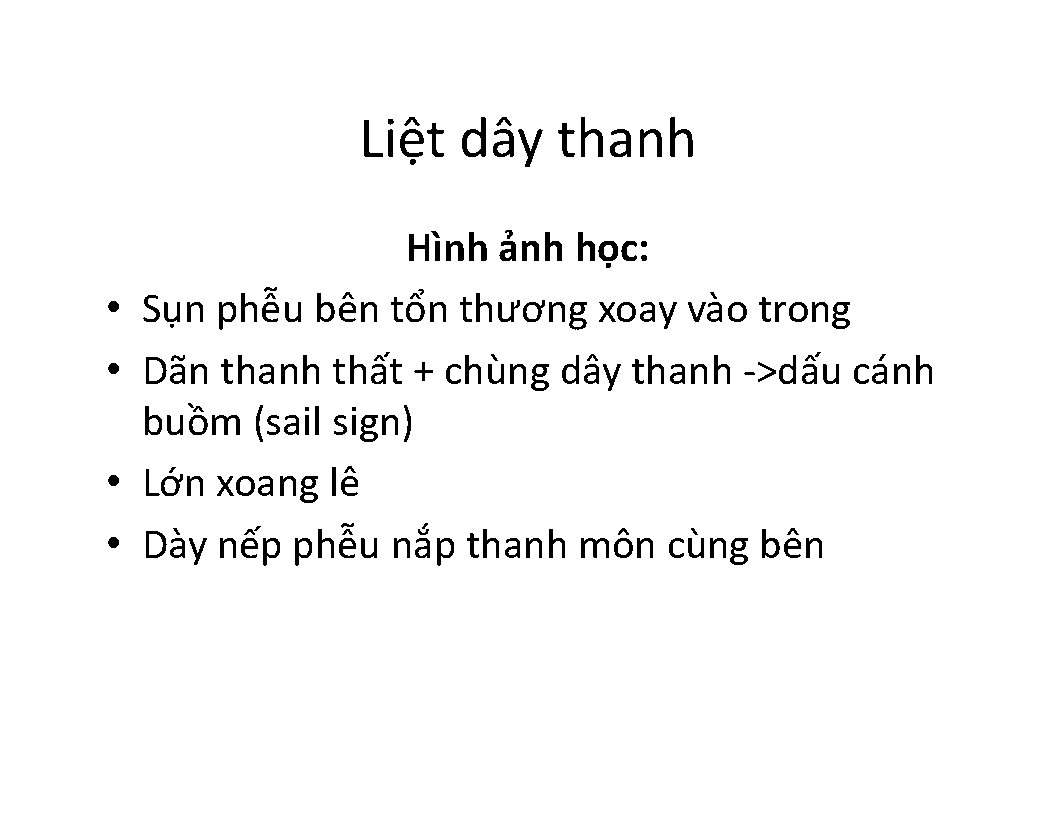 Liệt dây thanh
Hình ảnh học:
• Sụn phễu bên tổn thương xoay vào trong
• Dãn thanh thất + chùng dây thanh ->dấu cánh
buồm (sail sign)
• Lớn xoang lê
• Dày nếp phễu nắp thanh môn cùng bên